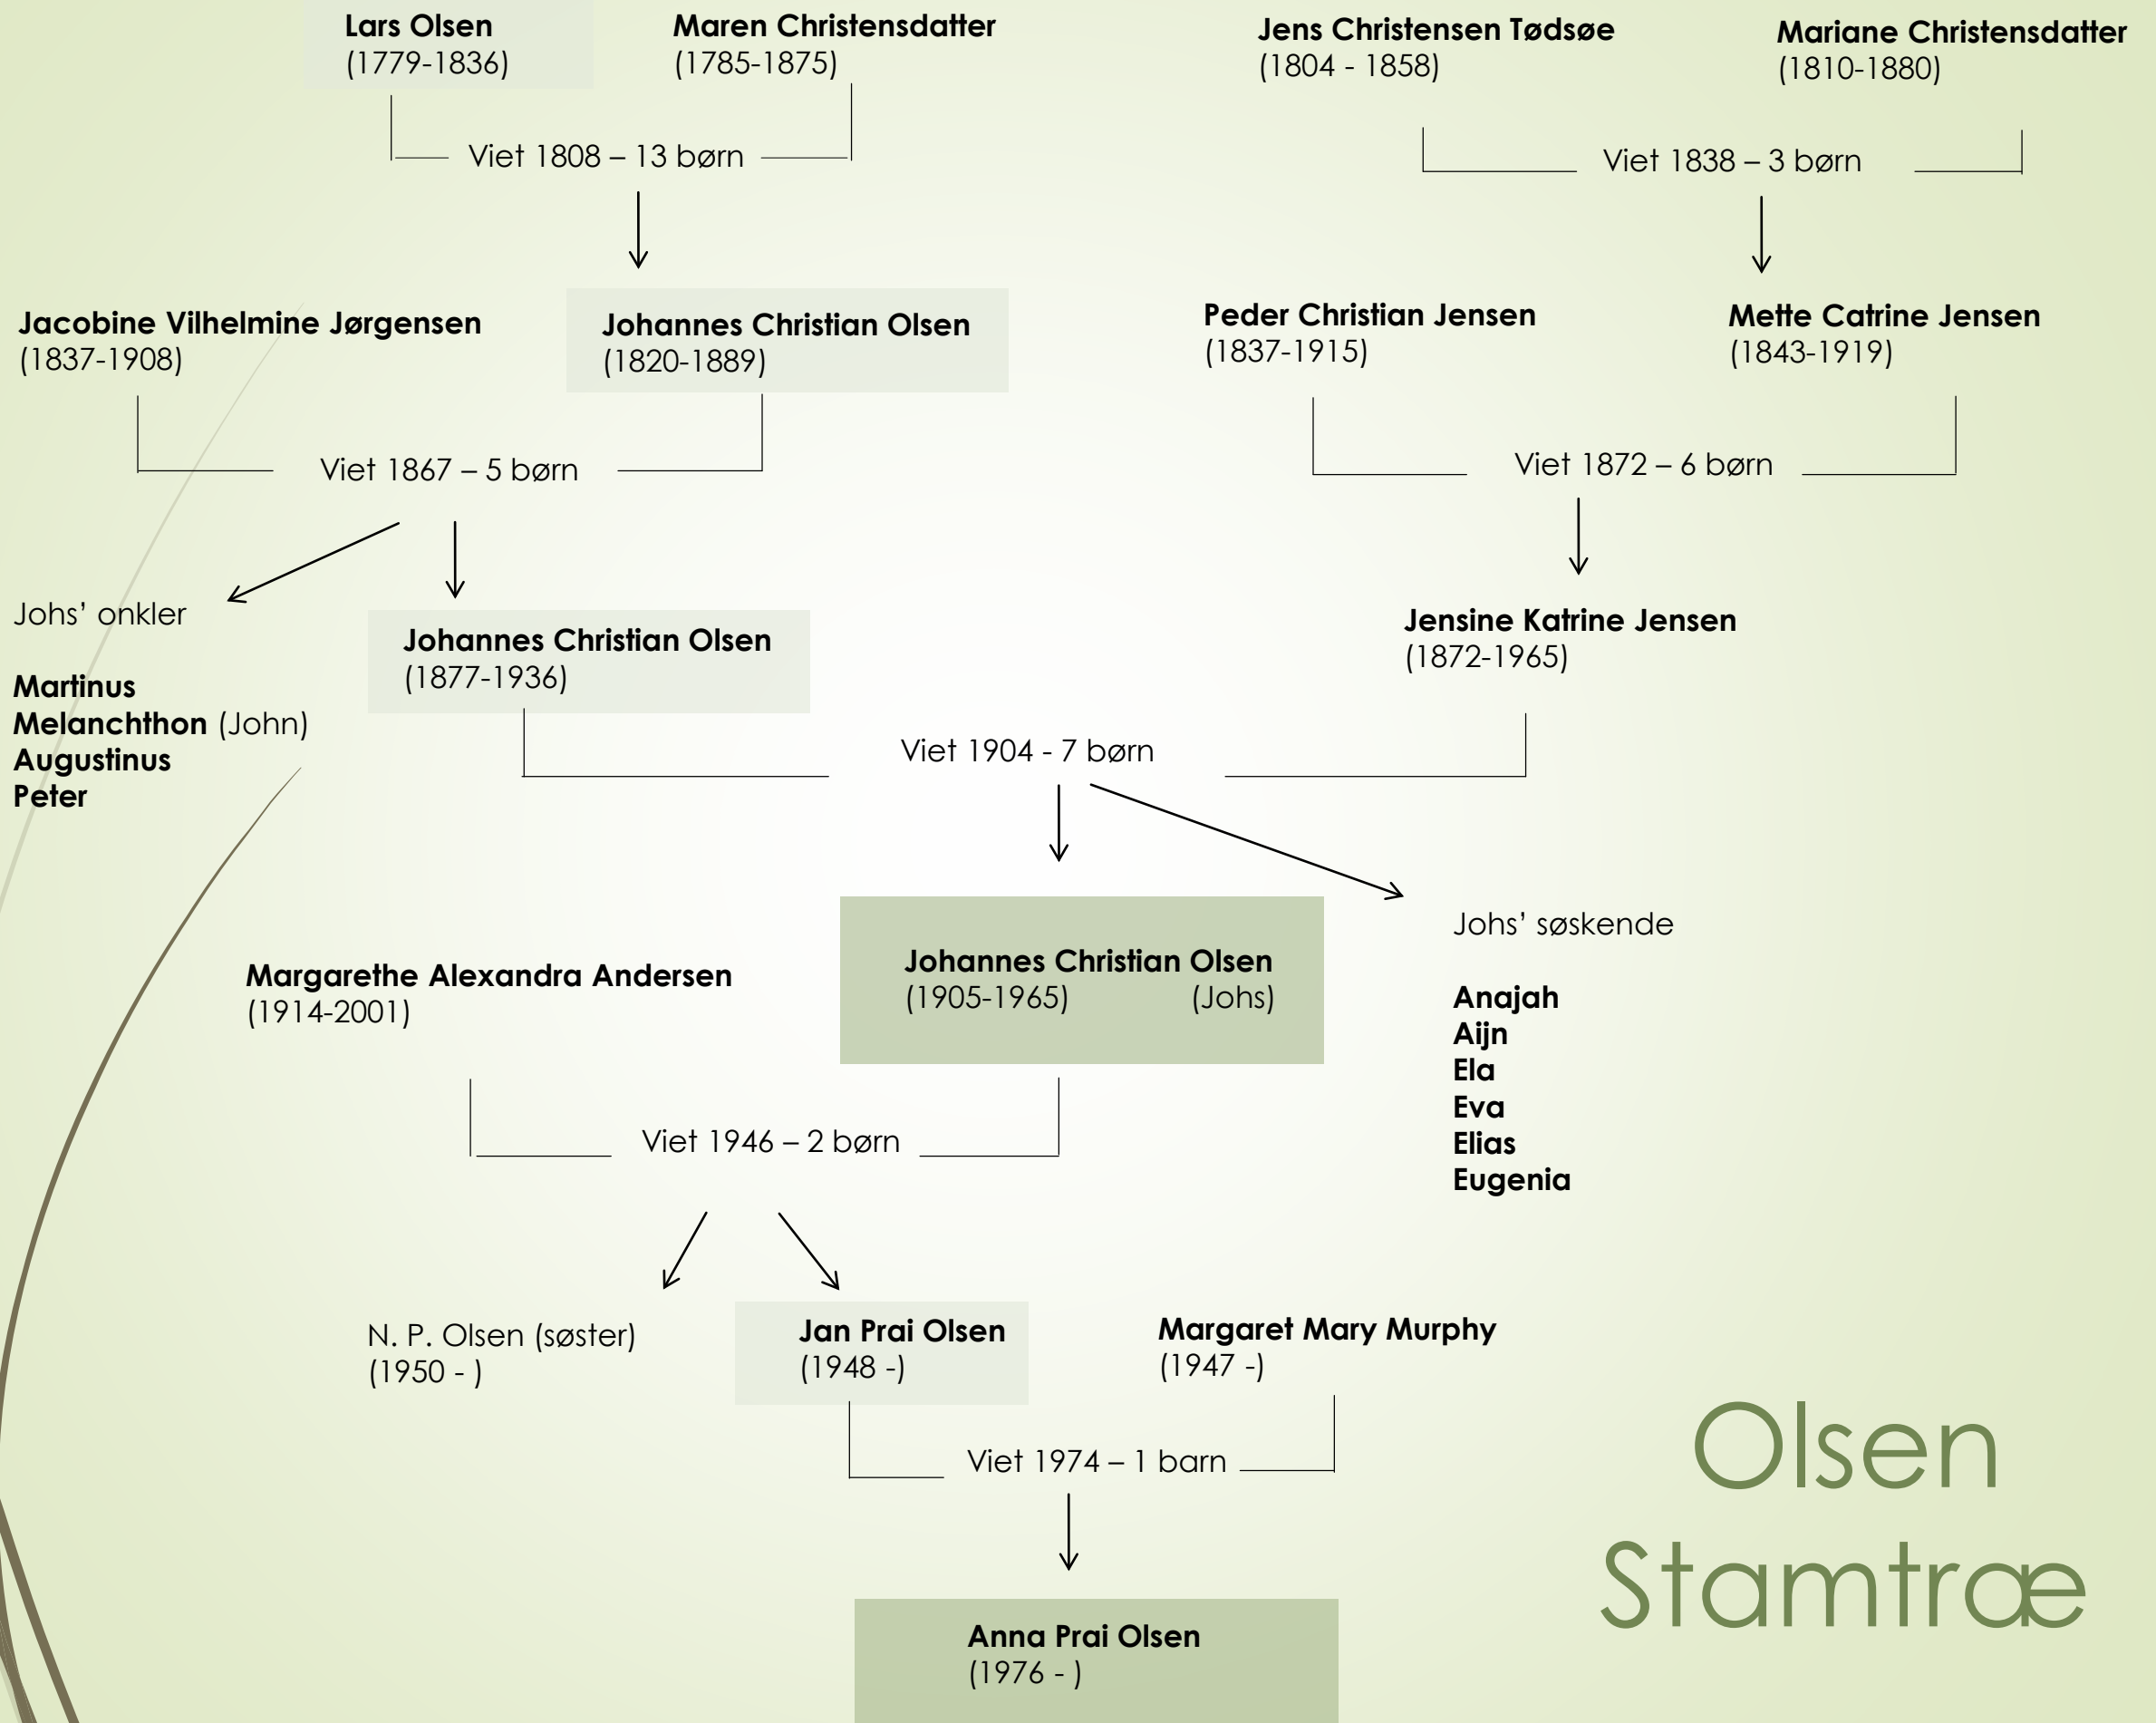 Lars Olsen
(1779-1836)
Maren Christensdatter
(1785-1875)
Jens Christensen Tødsøe
(1804 - 1858)
Mariane Christensdatter
(1810-1880)
Viet 1808 – 13 børn
Viet 1838 – 3 børn
Jacobine Vilhelmine Jørgensen
(1837-1908)
Johannes Christian Olsen
(1820-1889)
Peder Christian Jensen
(1837-1915)
Mette Catrine Jensen
(1843-1919)
Viet 1867 – 5 børn
Viet 1872 – 6 børn
Johs’ onkler
Martinus
Melanchthon (John)
Augustinus
Peter
Johannes Christian Olsen
(1877-1936)
Jensine Katrine Jensen
(1872-1965)
Viet 1904 - 7 børn
Margarethe Alexandra Andersen
(1914-2001)
Johannes Christian Olsen
(1905-1965) (Johs)
Johs’ søskende
Anajah
Aijn
Ela
Eva
Elias
Eugenia
Viet 1946 – 2 børn
N. P. Olsen (søster)
(1950 - )
Jan Prai Olsen
(1948 -)
Margaret Mary Murphy
(1947 -)
Viet 1974 – 1 barn
Anna Prai Olsen
(1976 - )
Olsen
Stamtræ